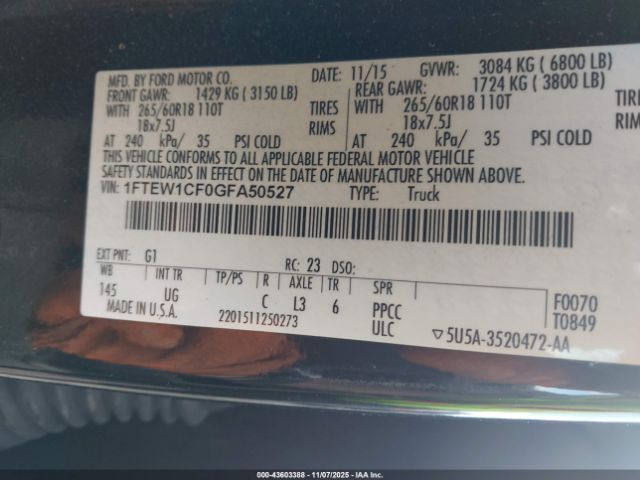 MFD. BY FORD MOTOR CO. DATE: 11/15 GVWR: 3084 KG ( 6800 LB)
FRONT GAWR: 1429 KG ( 3150 LB) REAR GAWR: 1724 KG ( 3800 LB)
WITH 265/60R18 110T TIRES WITH 265/60R18 110T TIRE
18x7.5J RIMS 18x7.5J RIMS
AT 240 kPa/ 35 PSI COLD AT 240 kPa/ 35 PSI COLD
THIS VEHICLE CONFORMS TO ALL APPLICABLE FEDERAL MOTOR VEHICLE
SAFETY STANDARDS IN EFFECT ON THE DATE OF MANUFACTURE SHOWN ABOVE.
VIN: 1FTEW1CF0GFA50527 TYPE: Truck
EXT PNT: G1 RC: 23 DSO:
WB INT TR TP/PS R AXLE TR SPR
145 UG C L3 6 PPCC F0070
MADE IN U.S.A. 2201511250273 ULC T0849
▽5U5A-3520472-AA
000-43603388 - 11/07/2025 - IAAI.COM